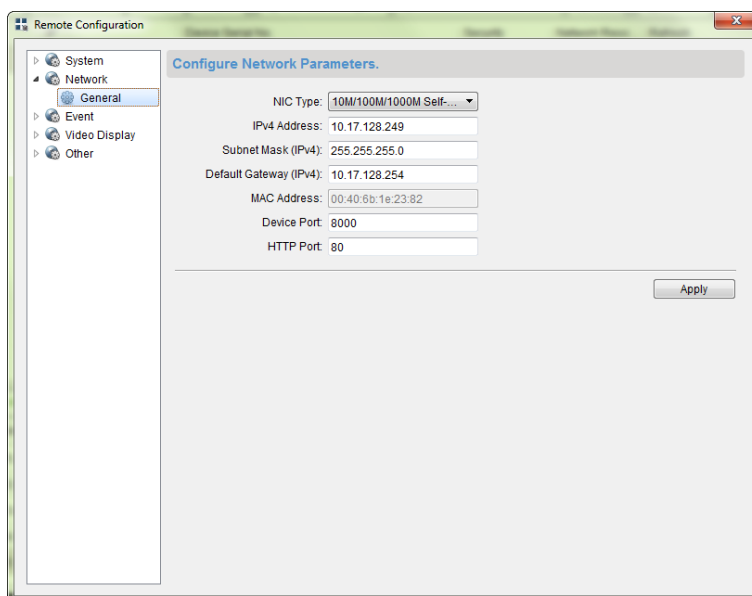 Remote Configuration
System
Network
General
Event
Video Display
Other
Configure Network Parameters.
NIC Type: 10M/100M/1000M Self-...
IPv4 Address: 10.17.128.249
Subnet Mask (IPv4): 255.255.255.0
Default Gateway (IPv4): 10.17.128.254
MAC Address: 00:40:6b:1e:23:82
Device Port: 8000
HTTP Port: 80
Apply